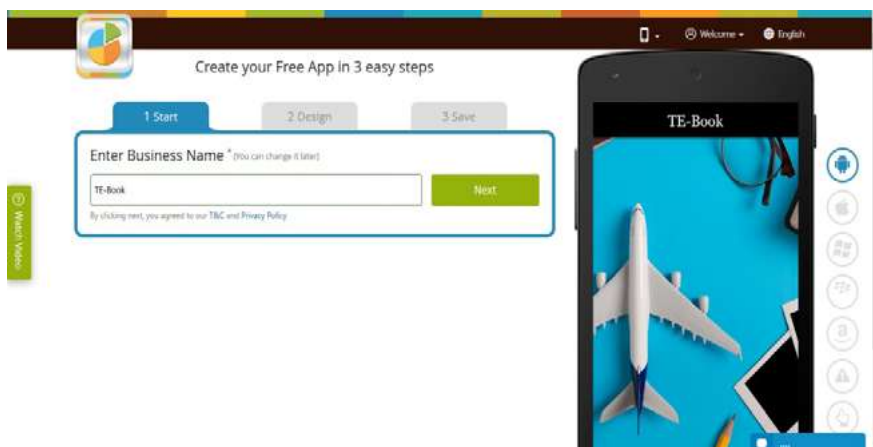 Welcome
English
Create your Free App in 3 easy steps
1 Start
2 Design
3 Save
Enter Business Name * (You can change it later)
TE-Book
Next
By clicking next, you agreed to our T&C and Privacy Policy
Watch Video
TE-Book